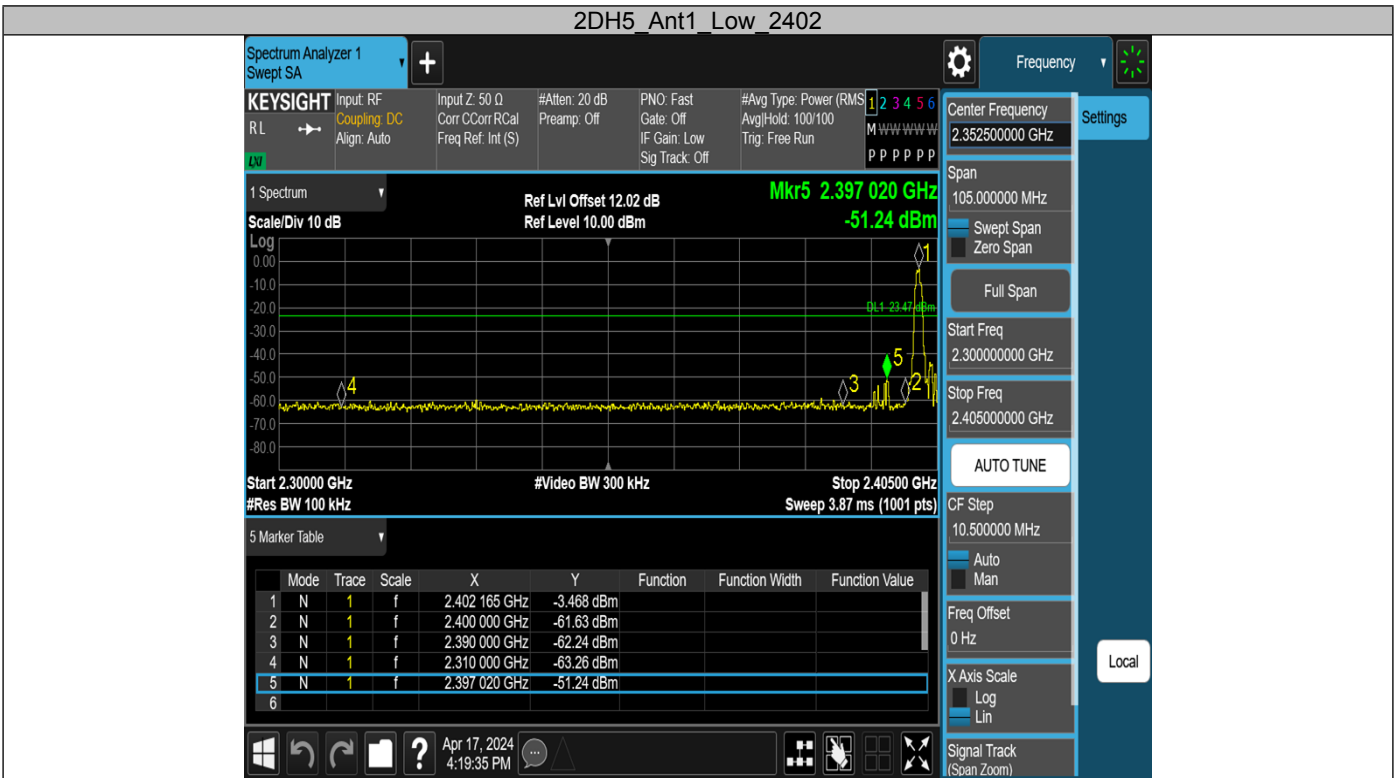 2DH5_Ant1_Low_2402
Spectrum Analyzer 1
Swept SA
+
Frequency
KEYSIGHT
RL
LXI
Input: RF
Coupling: DC
Align: Auto
Input Z: 50 Ω
Corr CCorr RCal
Freq Ref: Int (S)
#Atten: 20 dB
Preamp: Off
PNO: Fast
Gate: Off
IF Gain: Low
Sig Track: Off
#Avg Type: Power (RMS
Avg|Hold: 100/100
Trig: Free Run
1 2 3 4 5 6
M W W W W W
P P P P P P
1 Spectrum
Scale/Div 10 dB
Ref Lvl Offset 12.02 dB
Ref Level 10.00 dBm
Mkr5 2.397 020 GHz
-51.24 dBm
Log
0.00
-10.0
-20.0
-30.0
-40.0
-50.0
-60.0
-70.0
-80.0
DL1 -23.47 dBm
1
5
4
3
2
Start 2.30000 GHz
#Video BW 300 kHz
Stop 2.40500 GHz
#Res BW 100 kHz
Sweep 3.87 ms (1001 pts)
5 Marker Table
Mode Trace Scale X Y Function Function Width Function Value
1 N 1 f 2.402 165 GHz -3.468 dBm
2 N 1 f 2.400 000 GHz -61.63 dBm
3 N 1 f 2.390 000 GHz -62.24 dBm
4 N 1 f 2.310 000 GHz -63.26 dBm
5 N 1 f 2.397 020 GHz -51.24 dBm
6
Center Frequency
2.352500000 GHz
Settings
Span
105.000000 MHz
Swept Span
Zero Span
Full Span
Start Freq
2.300000000 GHz
Stop Freq
2.405000000 GHz
AUTO TUNE
CF Step
10.500000 MHz
Auto
Man
Freq Offset
0 Hz
X Axis Scale
Log
Lin
Local
Signal Track
(Span Zoom)
?
Apr 17, 2024
4:19:35 PM